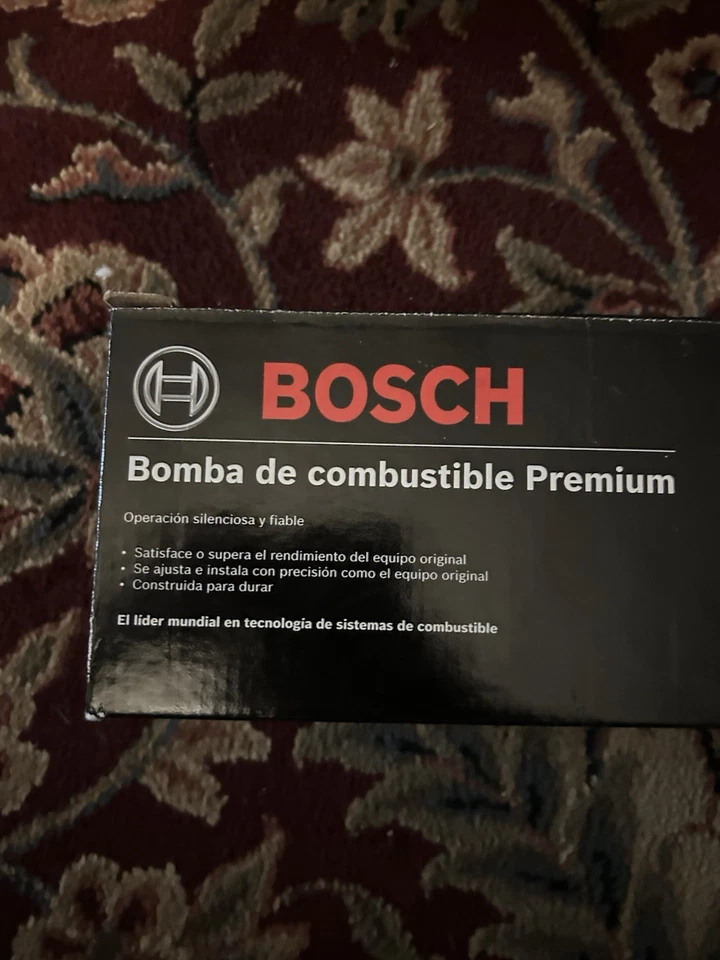 BOSCH
Bomba de combustible Premium
Operación silenciosa y fiable
• Satisface o supera el rendimiento del equipo original
• Se ajusta e instala con precisión como el equipo original
• Construida para durar
El líder mundial en tecnología de sistemas de combustible